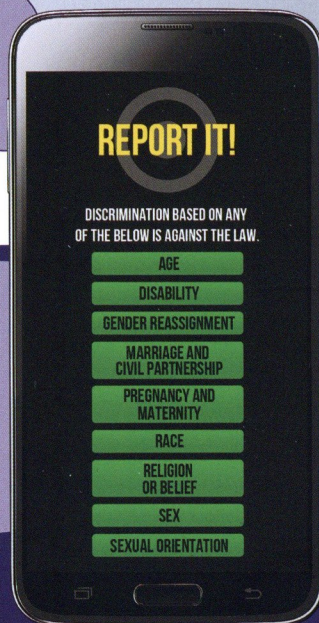 REPORT IT!
DISCRIMINATION BASED ON ANY
OF THE BELOW IS AGAINST THE LAW.
AGE
DISABILITY
GENDER REASSIGNMENT
MARRIAGE AND
CIVIL PARTNERSHIP
PREGNANCY AND
MATERNITY
RACE
RELIGION
OR BELIEF
SEX
SEXUAL ORIENTATION